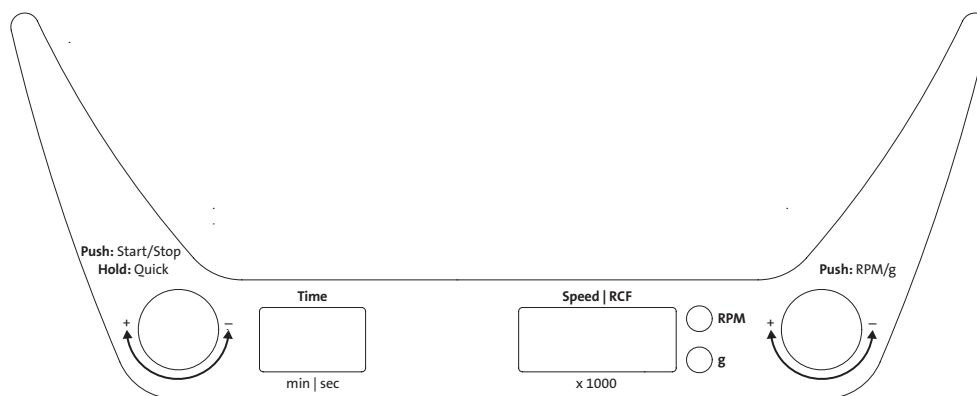 Push: Start/Stop
Hold: Quick
Push: RPM/g
Time
Speed | RCF
RPM
g
+
–
+
–
min | sec
x 1000